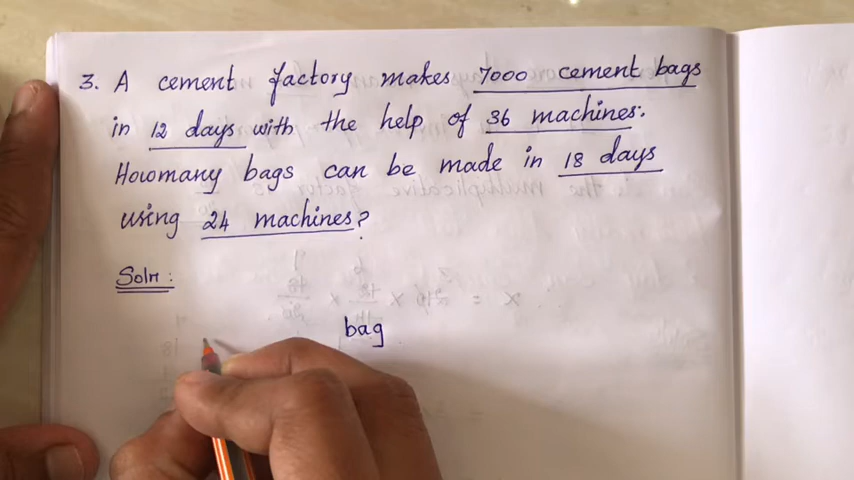 3. A cement factory makes 7000 cement bags
in 12 days with the help of 36 machines.
Howmany bags can be made in 18 days
using 24 machines?
Soln :
bag